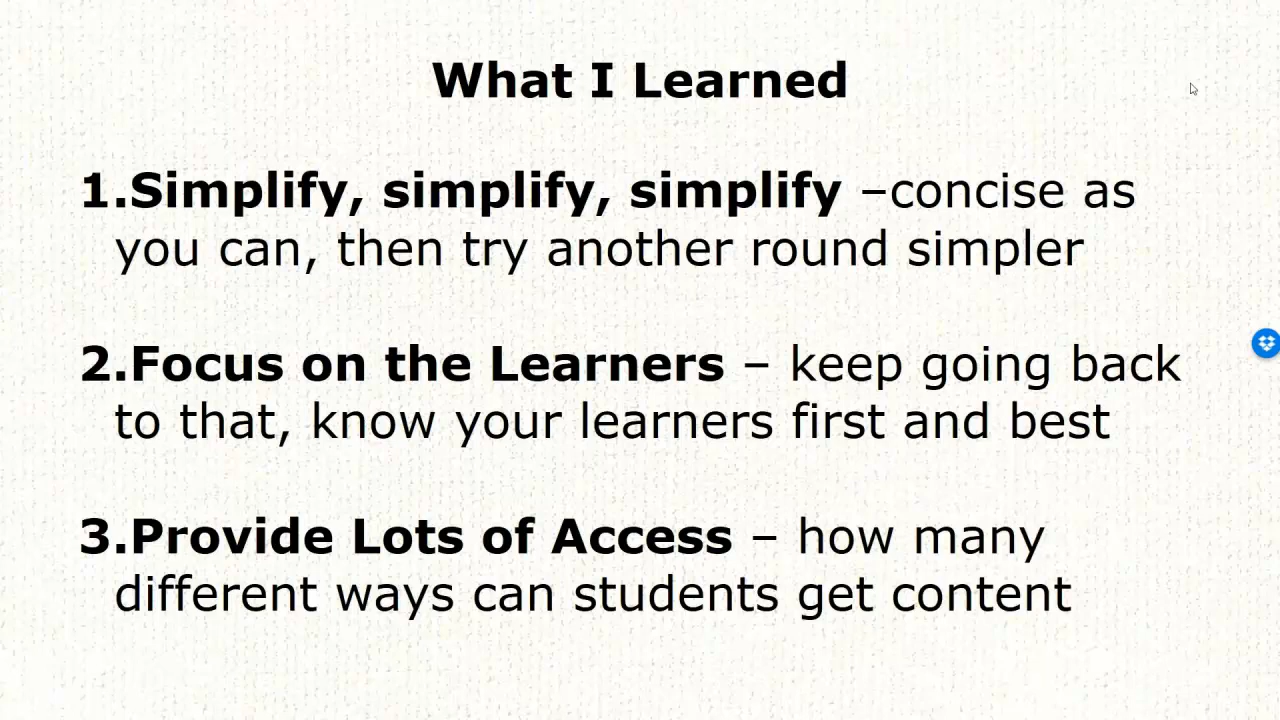 What I Learned
1.Simplify, simplify, simplify –concise as
you can, then try another round simpler
2.Focus on the Learners – keep going back
to that, know your learners first and best
3.Provide Lots of Access – how many
different ways can students get content